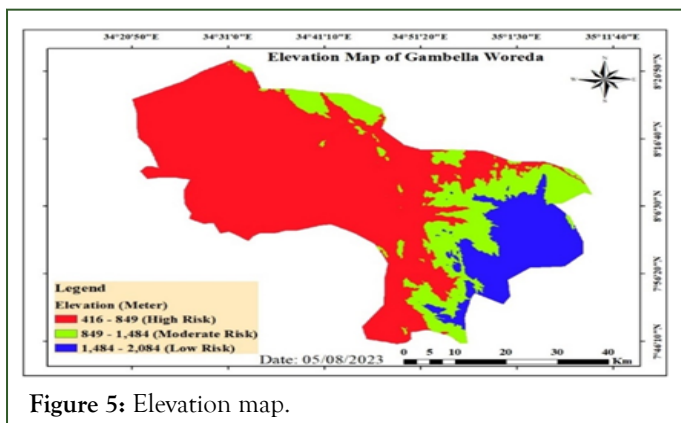 34°20'50"E 34°31'0"E 34°41'10"E 34°51'20"E 35°1'30"E 35°11'40"E
Elevation Map of Gambella Woreda
N
W E
S
Legend
Elevation (Meter)
416 - 849 (High Risk)
849 - 1,484 (Moderate Risk)
1,484 - 2,084 (Low Risk)
Date: 05/08/2023
0 5 10 20 30 40
Km
Figure 5: Elevation map.